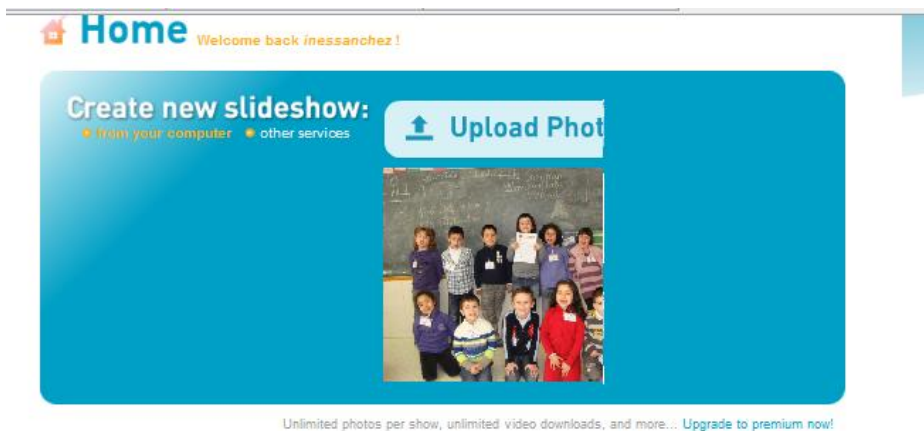 Home Welcome back inessanchez !
Create new slideshow:
from your computer other services
Upload Phot
Unlimited photos per show, unlimited video downloads, and more... Upgrade to premium now!